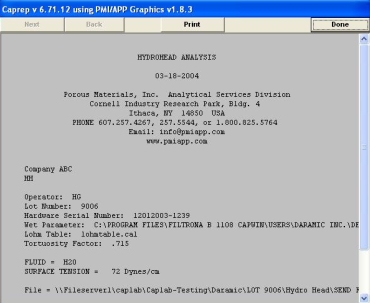 Caprep v 6.71.12 using PMI/APP Graphics v1.8.3
Next Back Print Done
HYDROHEAD ANALYSIS
03-18-2004
Porous Materials, Inc. Analytical Services Division
Cornell Industry Research Park, Bldg. 4
Ithaca, NY 14850 USA
PHONE 607.257.4267, 257.5544, or 1.800.825.5764
Email: info@pmiapp.com
www.pmiapp.com
Company ABC
MM
Operator: HG
Lot Number: 9006
Hardware Serial Number: 12012003-1239
Wet Parameter: C:\PROGRAM FILES\FILTRONA B 1108 CAPWIN\USERS\DARAMIC INC.\DE
Lohm Table: lohmtable.cal
Tortuosity Factor: .715
FLUID = H20
SURFACE TENSION = 72 Dynes/cm
File = \\Fileserver1\caplab\Caplab-Testing\Daramic\LOT 9006\Hydro Head\SEND F